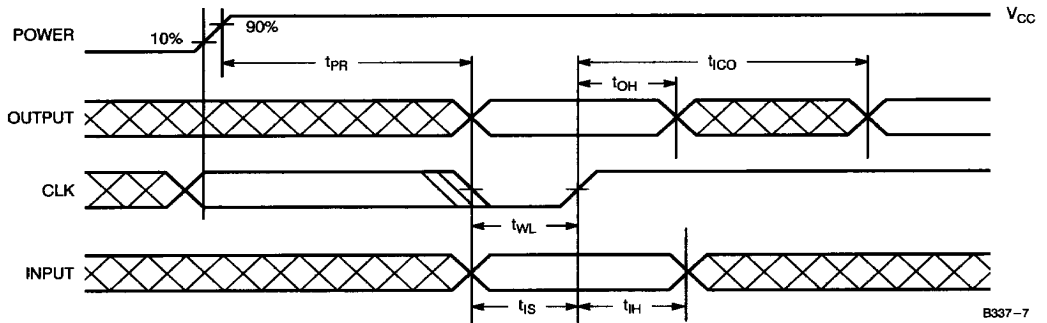 V_CC
POWER
10%
90%
t_PR
t_ICO
t_OH
OUTPUT
CLK
t_WL
INPUT
t_IS
t_IH
B337–7